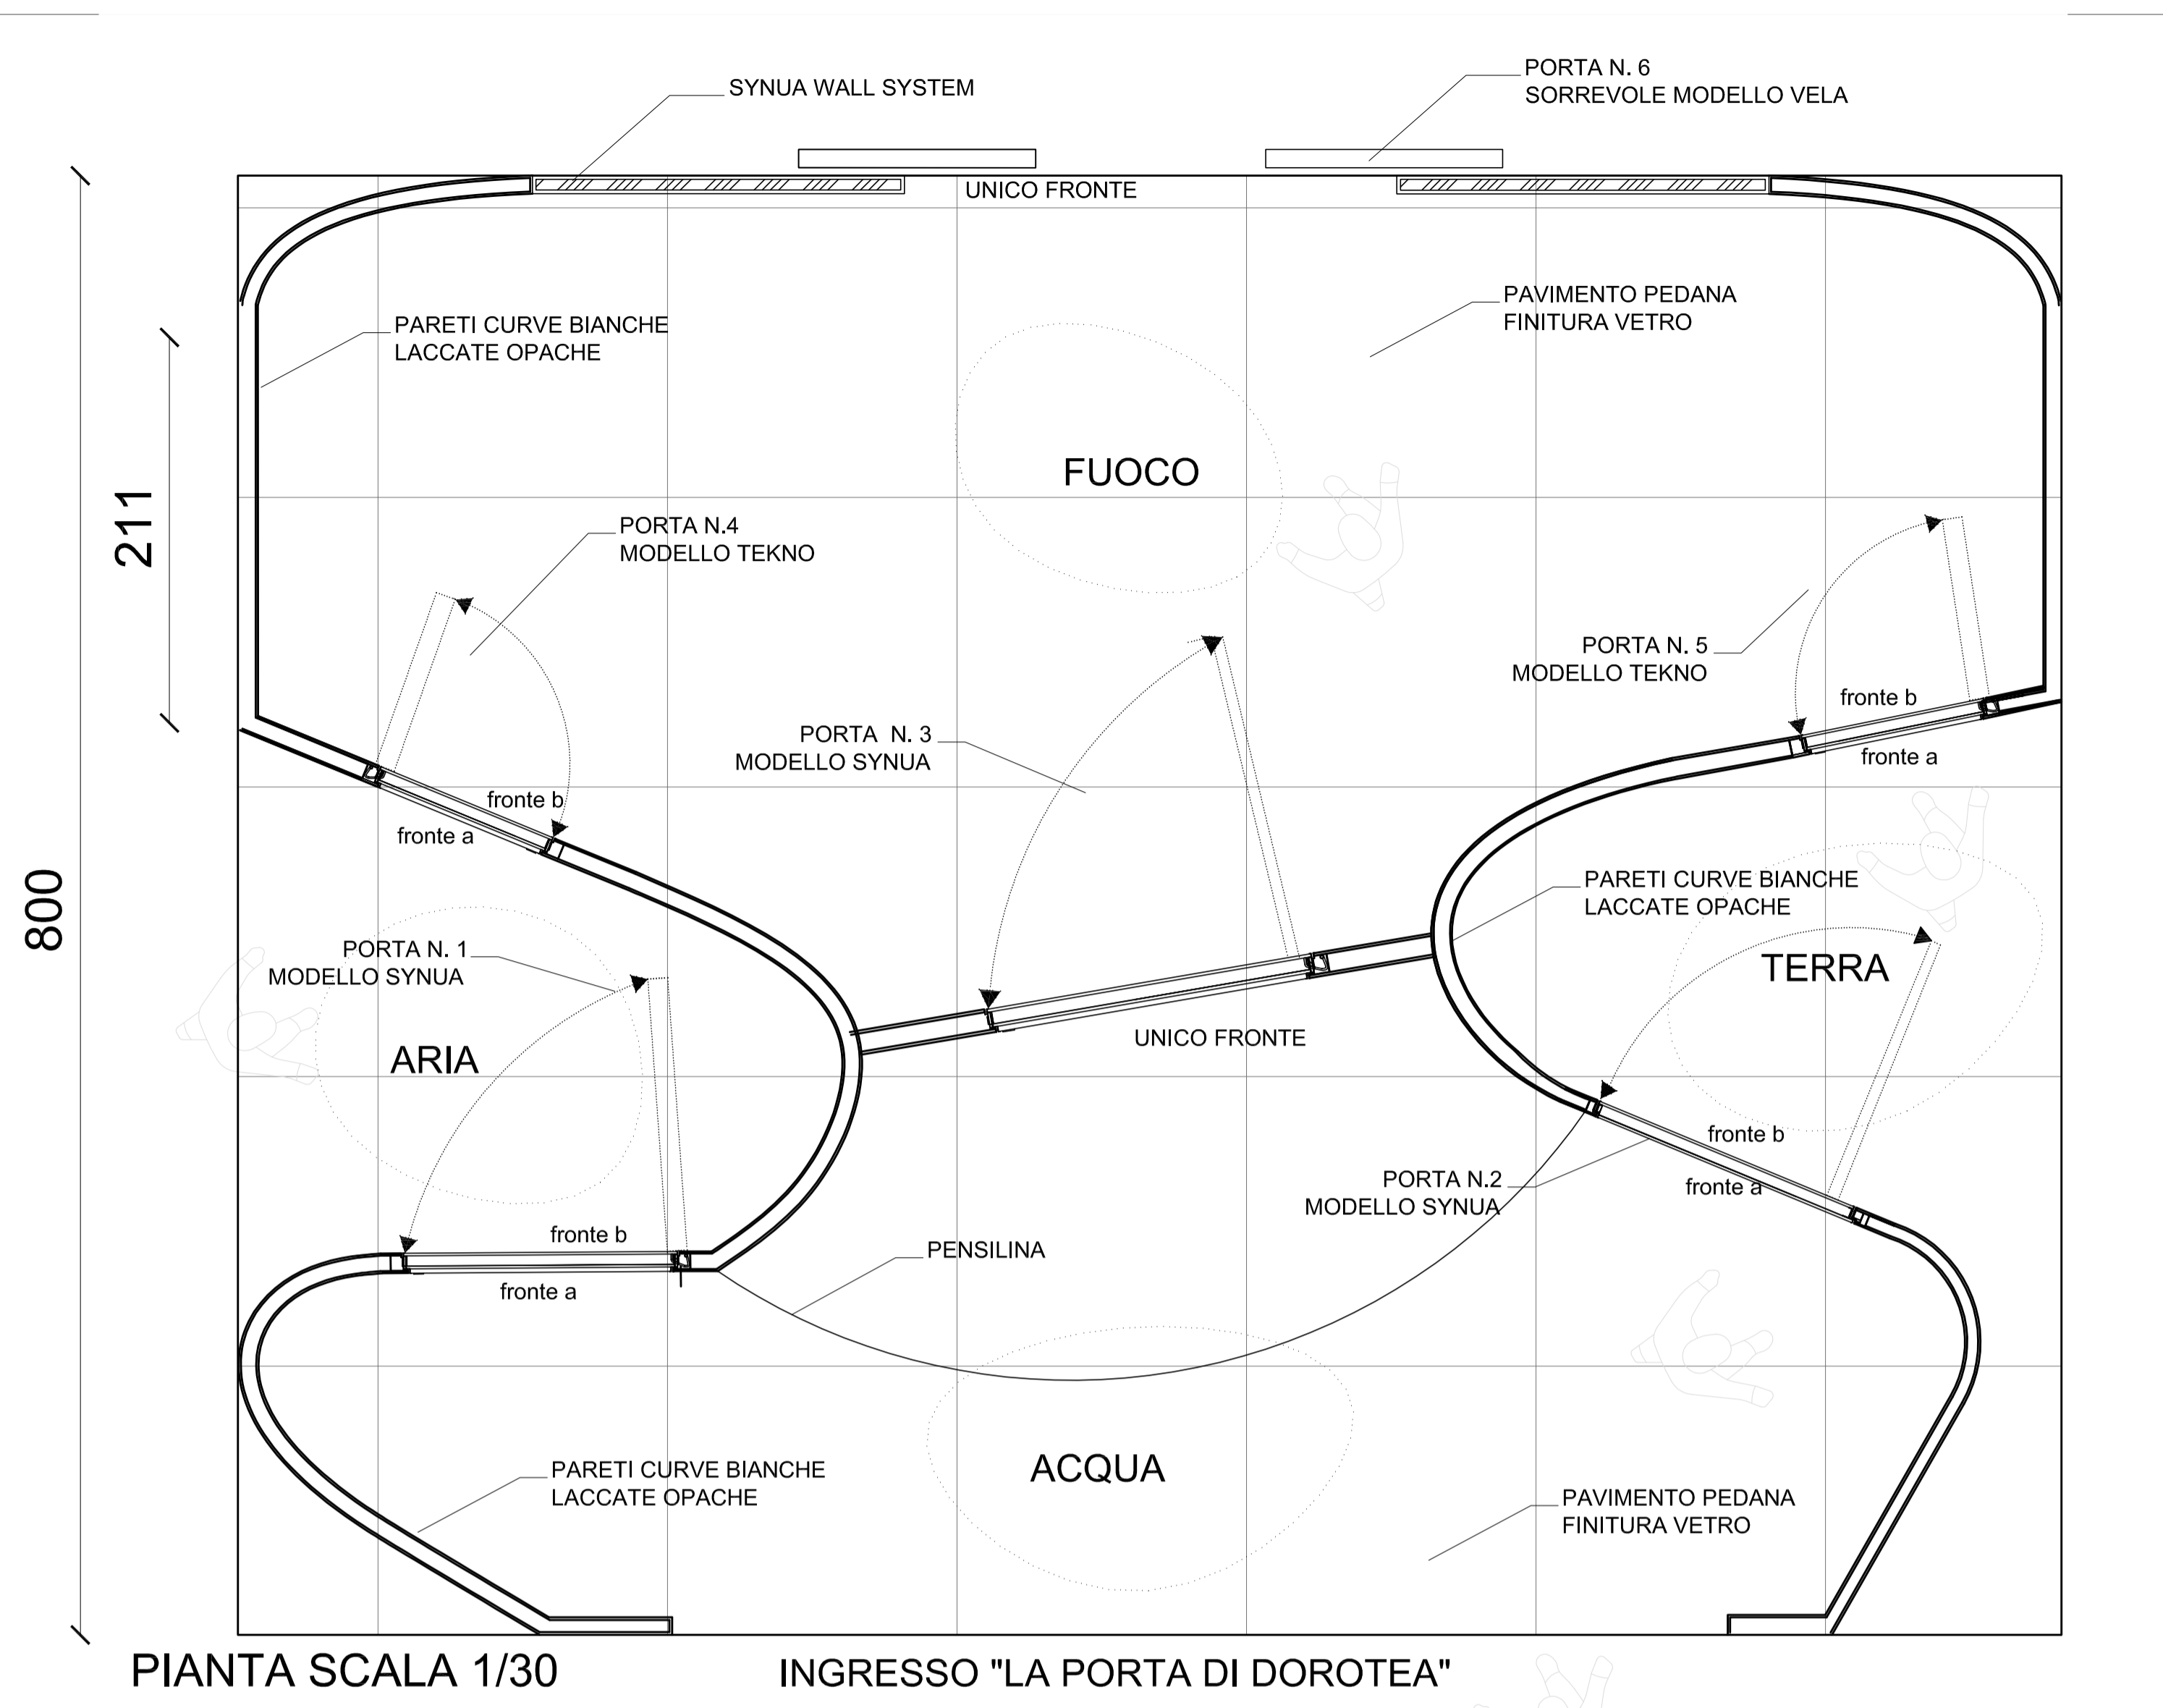 PORTA N. 6
SORREVOLE MODELLO VELA
SYNUA WALL SYSTEM
UNICO FRONTE
PAVIMENTO PEDANA
FINITURA VETRO
PARETI CURVE BIANCHE
LACCATE OPACHE
FUOCO
211
PORTA N.4
MODELLO TEKNO
PORTA N. 5
MODELLO TEKNO
fronte b
fronte a
PORTA N. 3
MODELLO SYNUA
fronte b
fronte a
PARETI CURVE BIANCHE
LACCATE OPACHE
800
PORTA N. 1
MODELLO SYNUA
TERRA
ARIA
UNICO FRONTE
fronte b
fronte a
PORTA N.2
MODELLO SYNUA
fronte b
fronte a
PENSILINA
ACQUA
PARETI CURVE BIANCHE
LACCATE OPACHE
PAVIMENTO PEDANA
FINITURA VETRO
PIANTA SCALA 1/30
INGRESSO "LA PORTA DI DOROTEA"